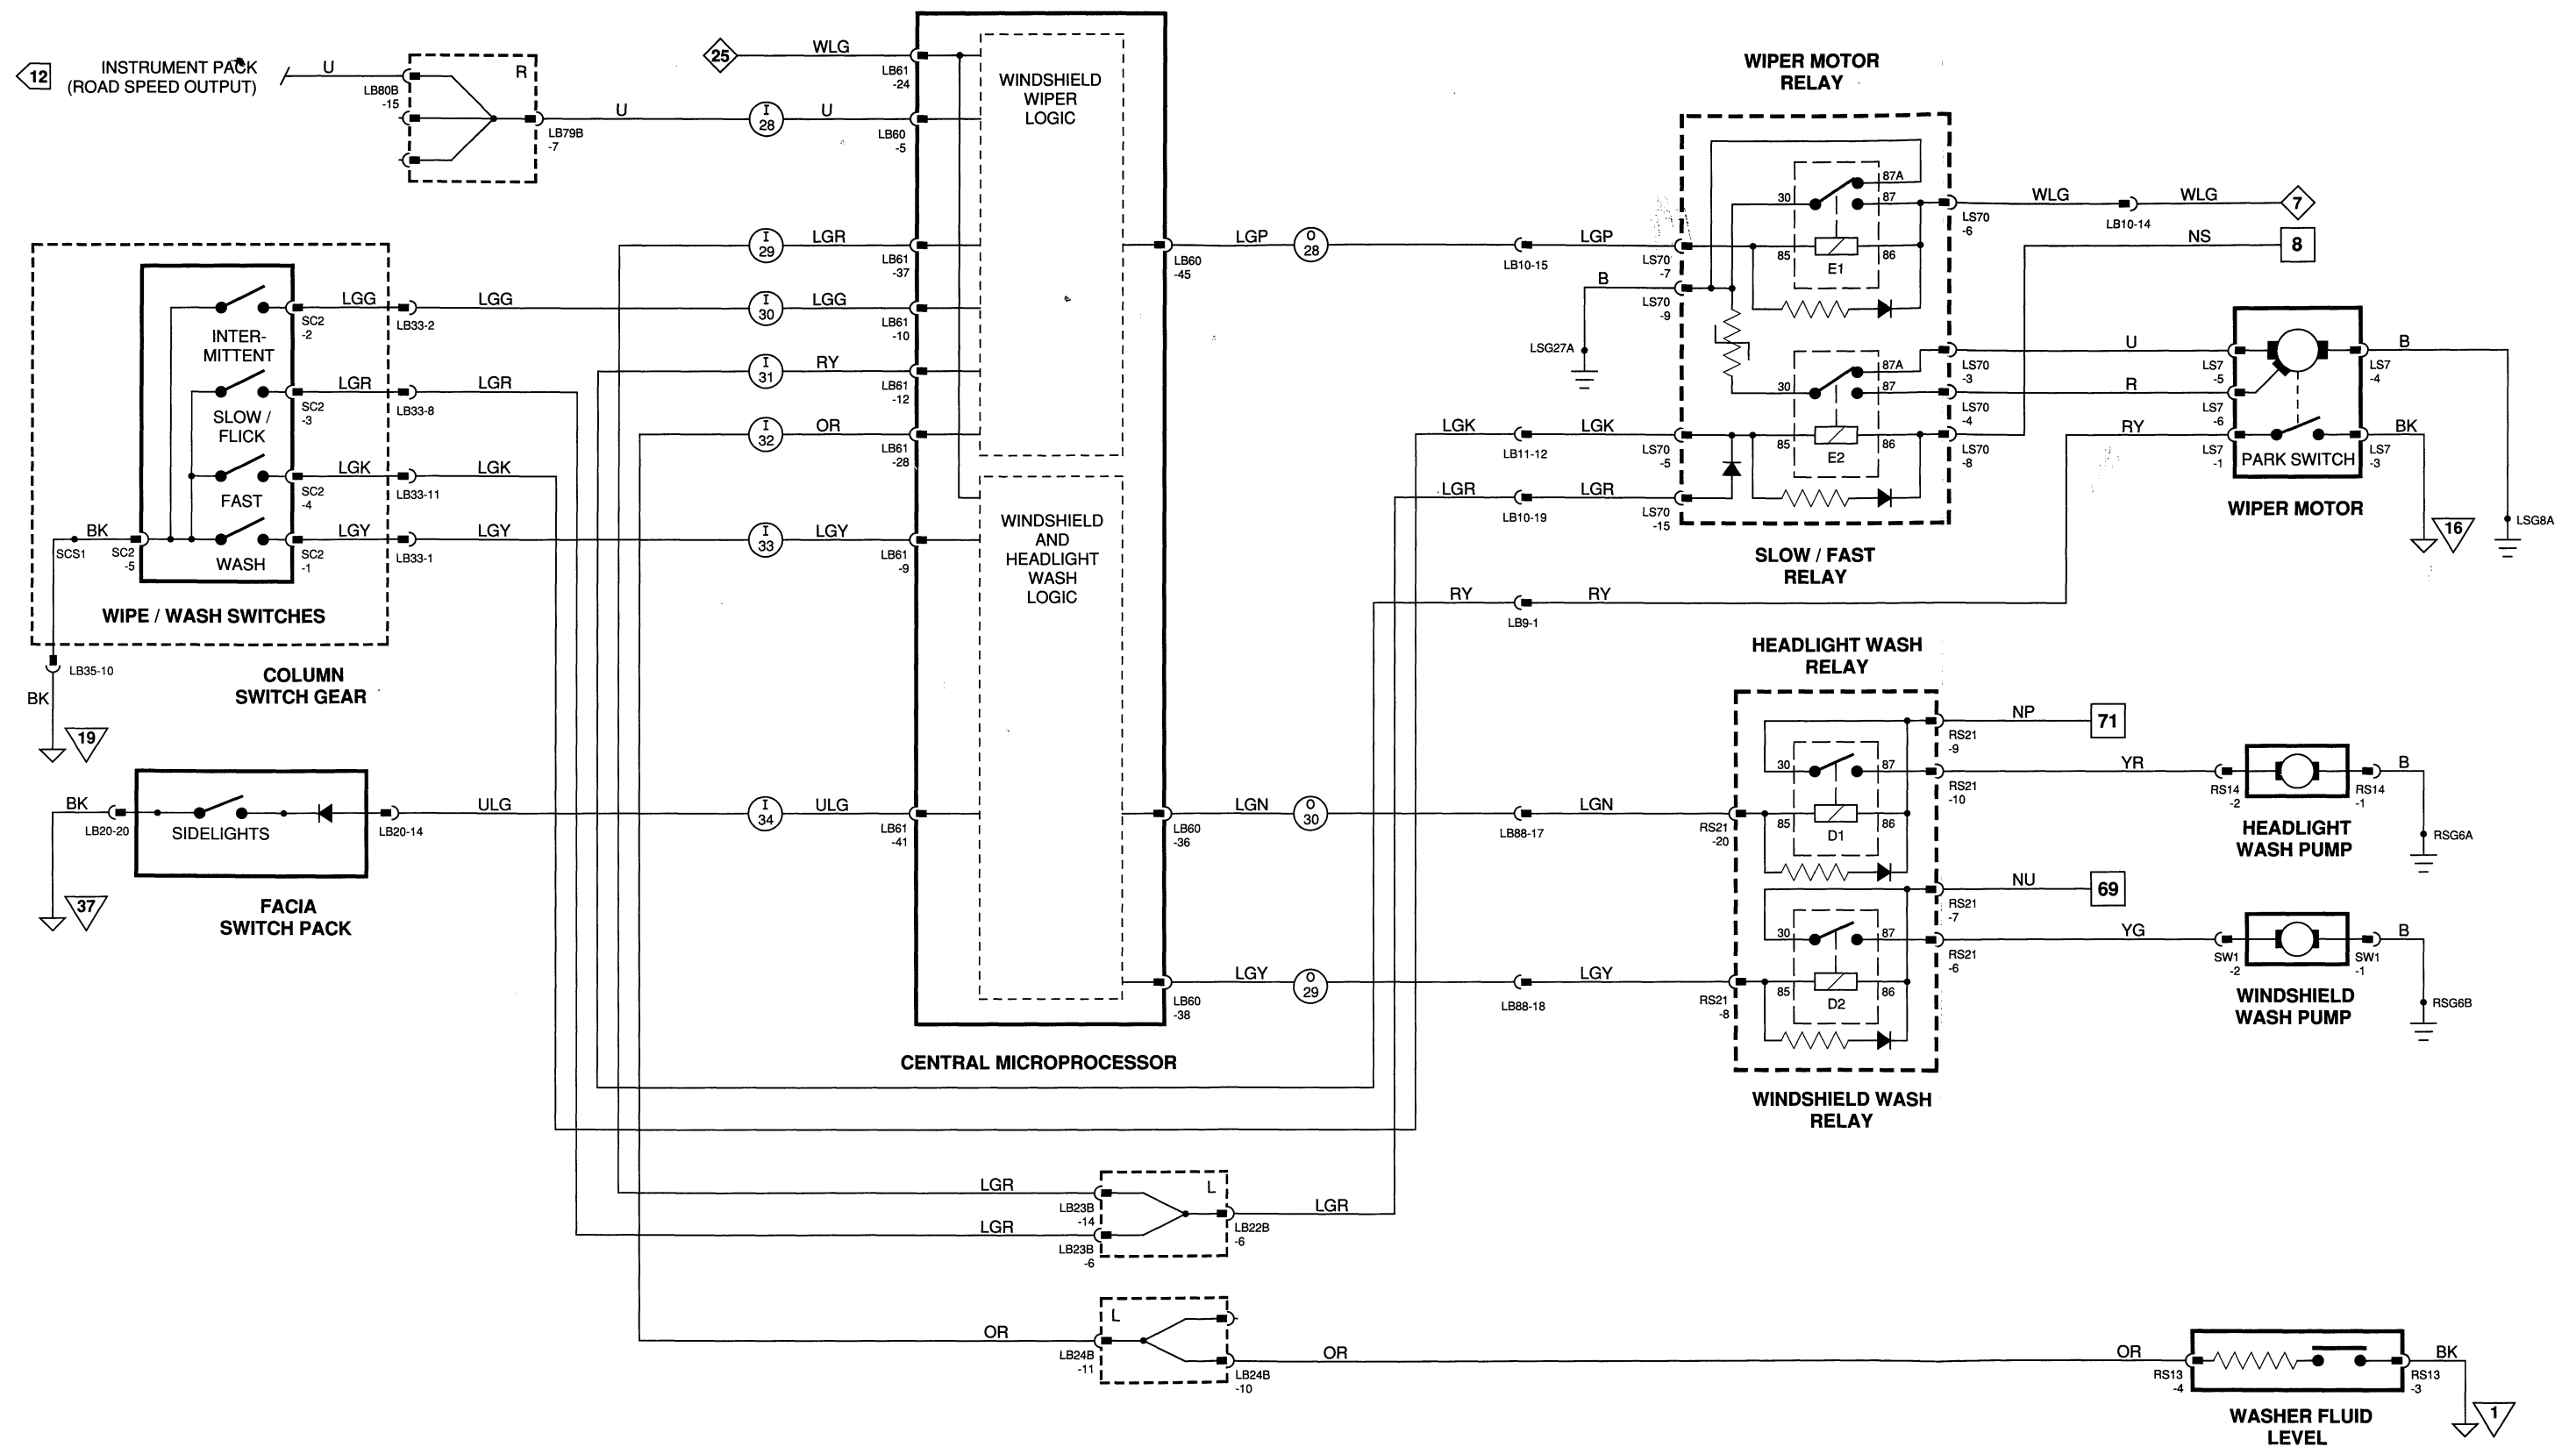 12
INSTRUMENT PACK
(ROAD SPEED OUTPUT)
U
LB80B
-15
R
LB79B
-7
U
I
28
U
LB60
-5
25
WLG
LB61
-24
WINDSHIELD
WIPER
LOGIC
I
29
LGR
LB61
-37
I
30
LGG
LB61
-10
I
31
RY
LB61
-12
I
32
OR
LB61
-28
I
33
LGY
LB61
-9
WINDSHIELD
AND
HEADLIGHT
WASH
LOGIC
INTER-
MITTENT
SLOW /
FLICK
FAST
WASH
LGG
SC2
-2
LB33-2
LGG
LGR
SC2
-3
LB33-8
LGR
LGK
SC2
-4
LB33-11
LGK
LGY
SC2
-1
LB33-1
LGY
BK
SCS1
SC2
-5
WIPE / WASH SWITCHES
COLUMN
SWITCH GEAR
LB35-10
BK
19
BK
LB20-20
SIDELIGHTS
LB20-14
ULG
I
34
ULG
LB61
-41
37
FACIA
SWITCH PACK
CENTRAL MICROPROCESSOR
LB60
-45
LGP
O
28
LB10-15
LGP
LS70
-7
B
LS70
-9
LSG27A
WIPER MOTOR
RELAY
30
87A
87
85
86
E1
30
87A
87
85
86
E2
LS70
-6
WLG
LB10-14
WLG
7
NS
8
LS70
-3
U
LS70
-4
R
LS70
-8
LGK
LB11-12
LGK
LS70
-5
LGR
LB10-19
LGR
LS70
-15
SLOW / FAST
RELAY
RY
LB9-1
RY
RY
LS7
-5
LS7
-6
LS7
-1
PARK SWITCH
LS7
-4
B
LS7
-3
BK
16
LSG8A
WIPER MOTOR
HEADLIGHT WASH
RELAY
LB60
-36
LGN
O
30
LB88-17
LGN
RS21
-20
30
87
85
86
D1
RS21
-9
NP
71
RS21
-10
YR
RS14
-2
RS14
-1
B
RSG6A
HEADLIGHT
WASH PUMP
LB60
-38
LGY
O
29
LB88-18
LGY
RS21
-8
30
87
85
86
D2
RS21
-7
NU
69
RS21
-6
YG
SW1
-2
SW1
-1
B
RSG6B
WINDSHIELD
WASH PUMP
WINDSHIELD WASH
RELAY
LGR
LB23B
-14
LGR
LB23B
-6
L
LB22B
-6
LGR
OR
LB24B
-11
L
LB24B
-10
OR
OR
RS13
-4
RS13
-3
BK
1
WASHER FLUID
LEVEL